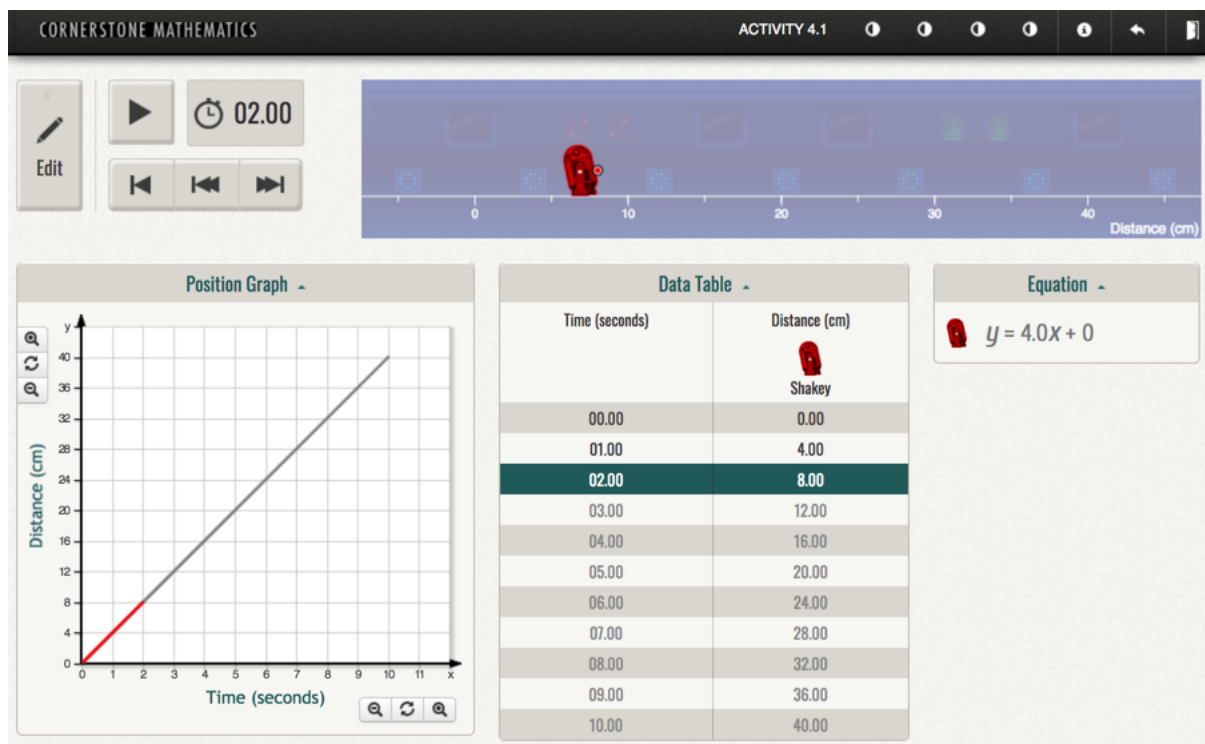 CORNERSTONE MATHEMATICS
ACTIVITY 4.1
Edit
02.00
0 10 20 30 40
Distance (cm)
Position Graph
y
40
36
32
28
24
20
16
12
8
4
0
0 1 2 3 4 5 6 7 8 9 10 11 x
Distance (cm)
Time (seconds)
Data Table
Time (seconds) Distance (cm)
Shakey
00.00 0.00
01.00 4.00
02.00 8.00
03.00 12.00
04.00 16.00
05.00 20.00
06.00 24.00
07.00 28.00
08.00 32.00
09.00 36.00
10.00 40.00
Equation
y = 4.0x + 0